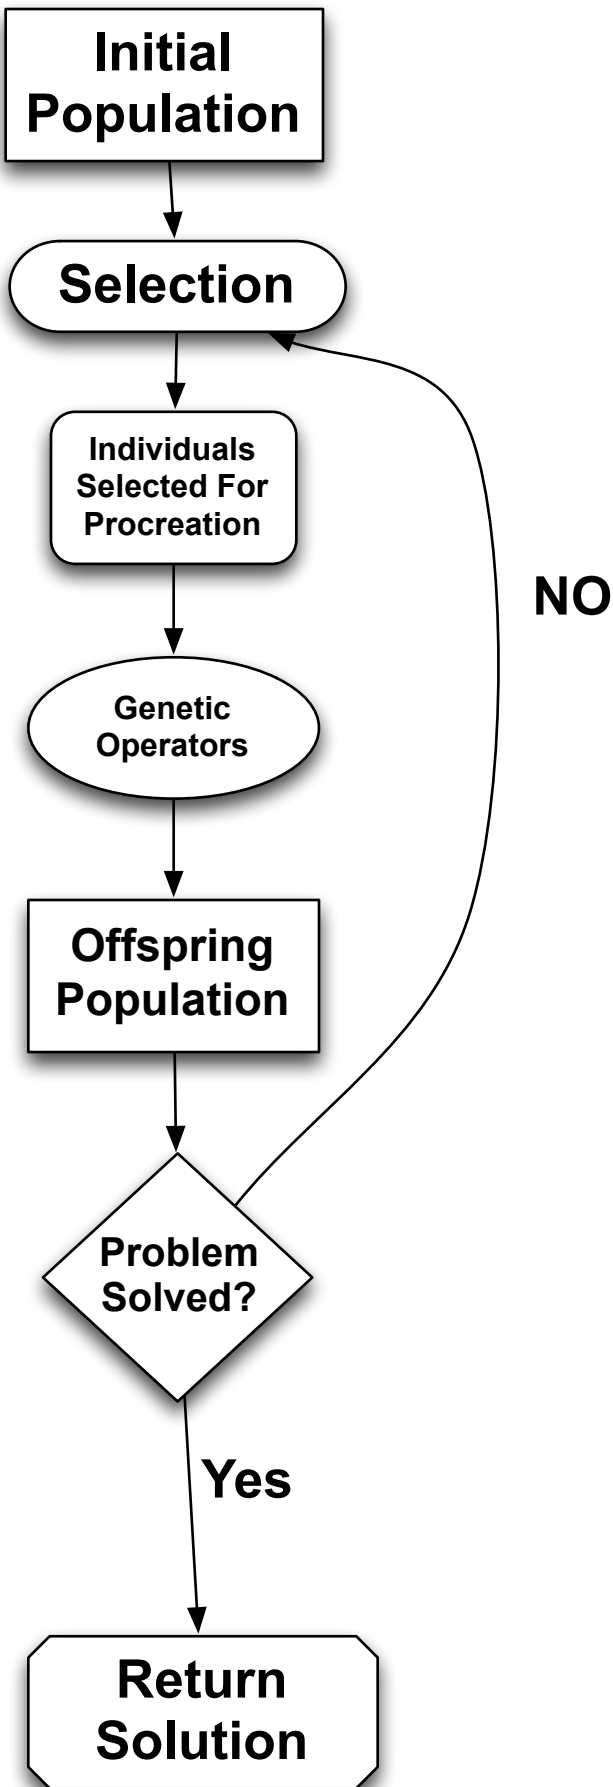 Initial
Population
Selection
Individuals
Selected For
Procreation
NO
Genetic
Operators
Offspring
Population
Problem
Solved?
Yes
Return
Solution